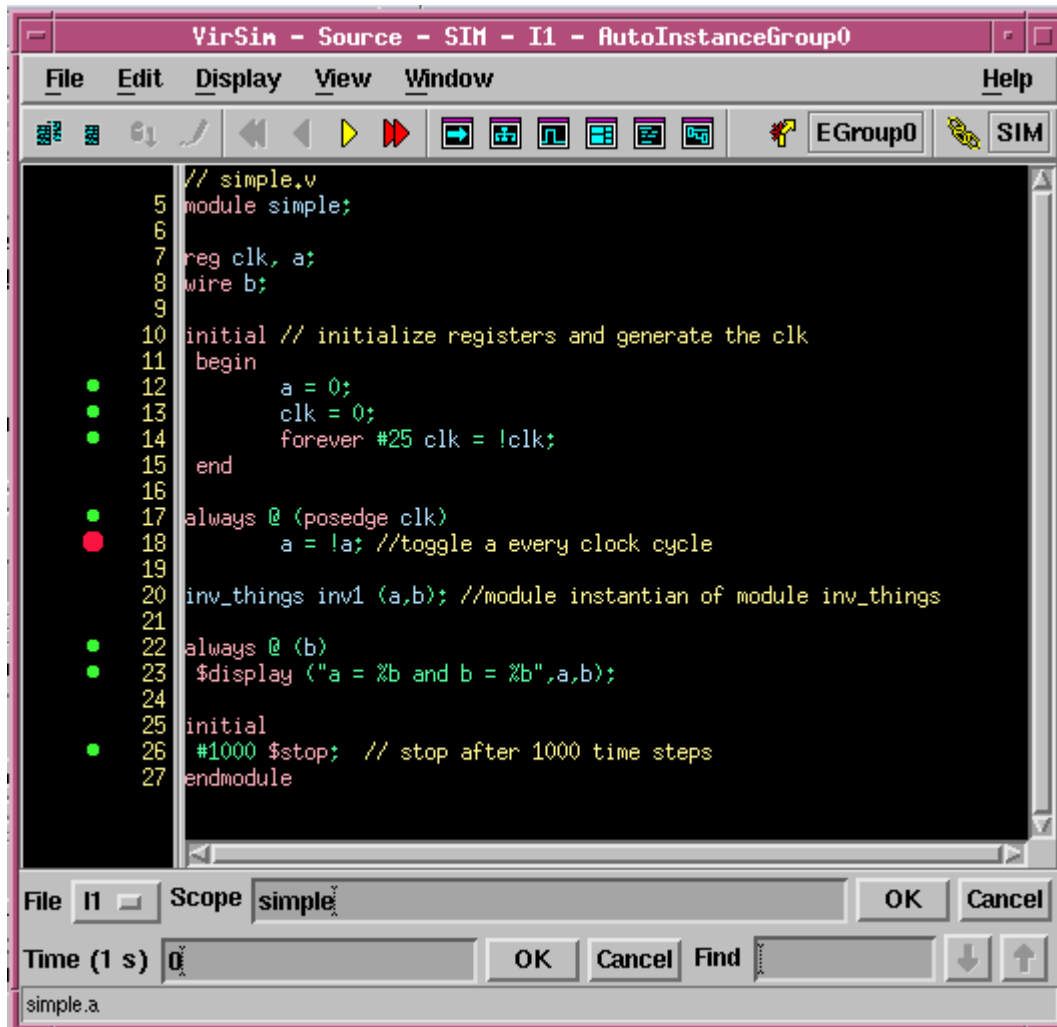 VirSim - Source - SIM - I1 - AutoInstanceGroup0
File Edit Display View Window Help
EGroup0 SIM
// simple.v
5 module simple;
6
7 reg clk, a;
8 wire b;
9
10 initial // initialize registers and generate the clk
11 begin
12 a = 0;
13 clk = 0;
14 forever #25 clk = !clk;
15 end
16
17 always @ (posedge clk)
18 a = !a; //toggle a every clock cycle
19
20 inv_things inv1 (a,b); //module instantian of module inv_things
21
22 always @ (b)
23 $display ("a = %b and b = %b",a,b);
24
25 initial
26 #1000 $stop; // stop after 1000 time steps
27 endmodule
File I1 Scope simple OK Cancel
Time (1 s) 0 OK Cancel Find
simple.a